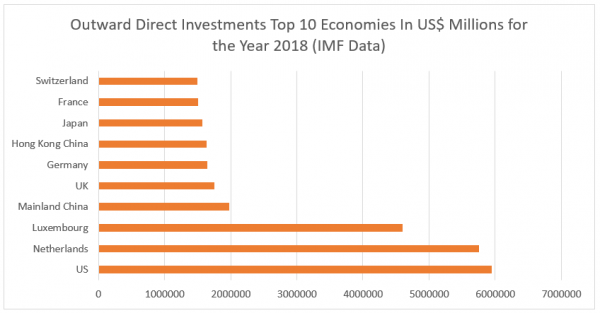 Outward Direct Investments Top 10 Economies In US$ Millions for
the Year 2018 (IMF Data)
Switzerland
France
Japan
Hong Kong China
Germany
UK
Mainland China
Luxembourg
Netherlands
US
0 1000000 2000000 3000000 4000000 5000000 6000000 7000000